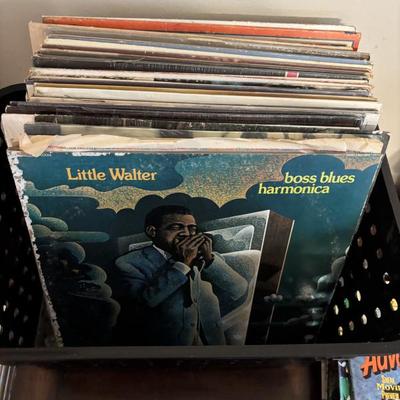 Little Walter
boss blues
harmonica